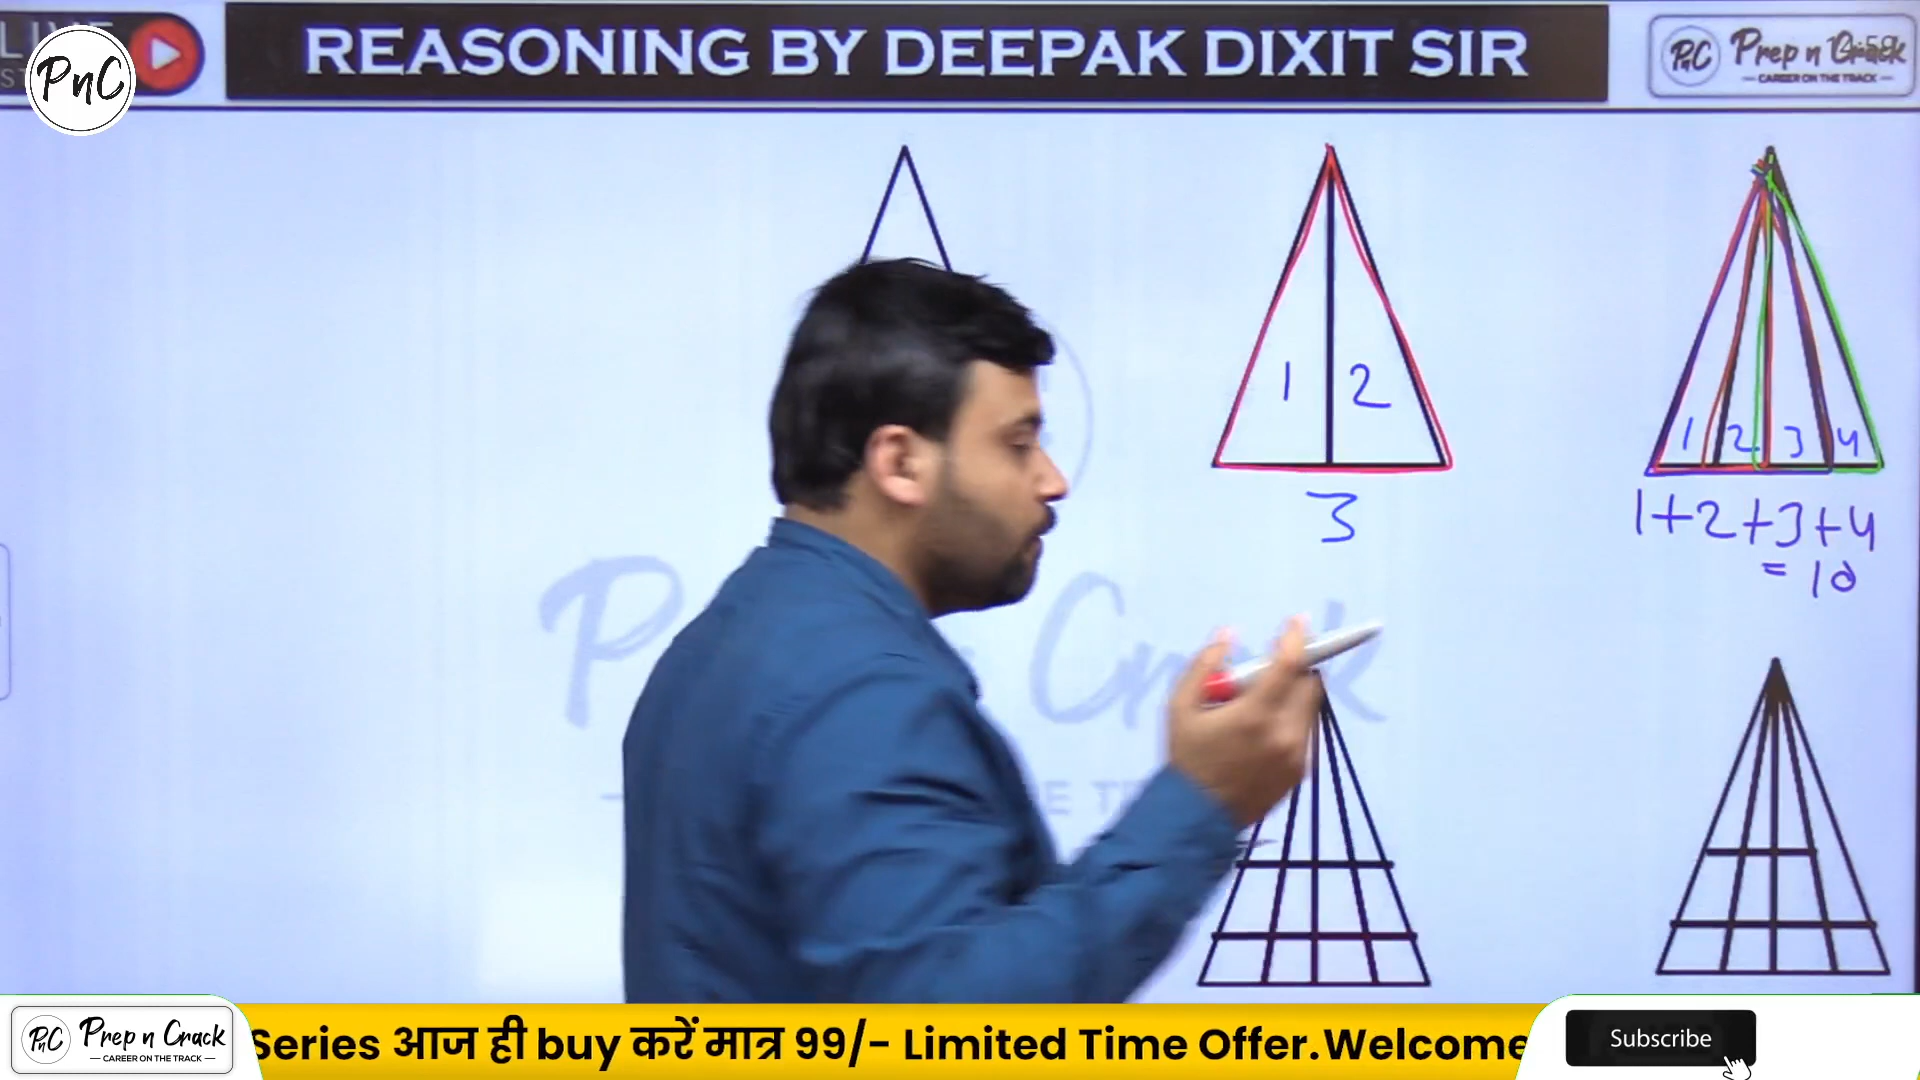 LIVE
PnC
REASONING BY DEEPAK DIXIT SIR
PnC
Prep n Crack
CAREER ON THE TRACK
1 2
3
1 2 3 4
1+2+3+4
= 10
PnC
Prep n Crack
CAREER ON THE TRACK
Series आज ही buy करें मात्र 99/- Limited Time Offer.Welcome
Subscribe